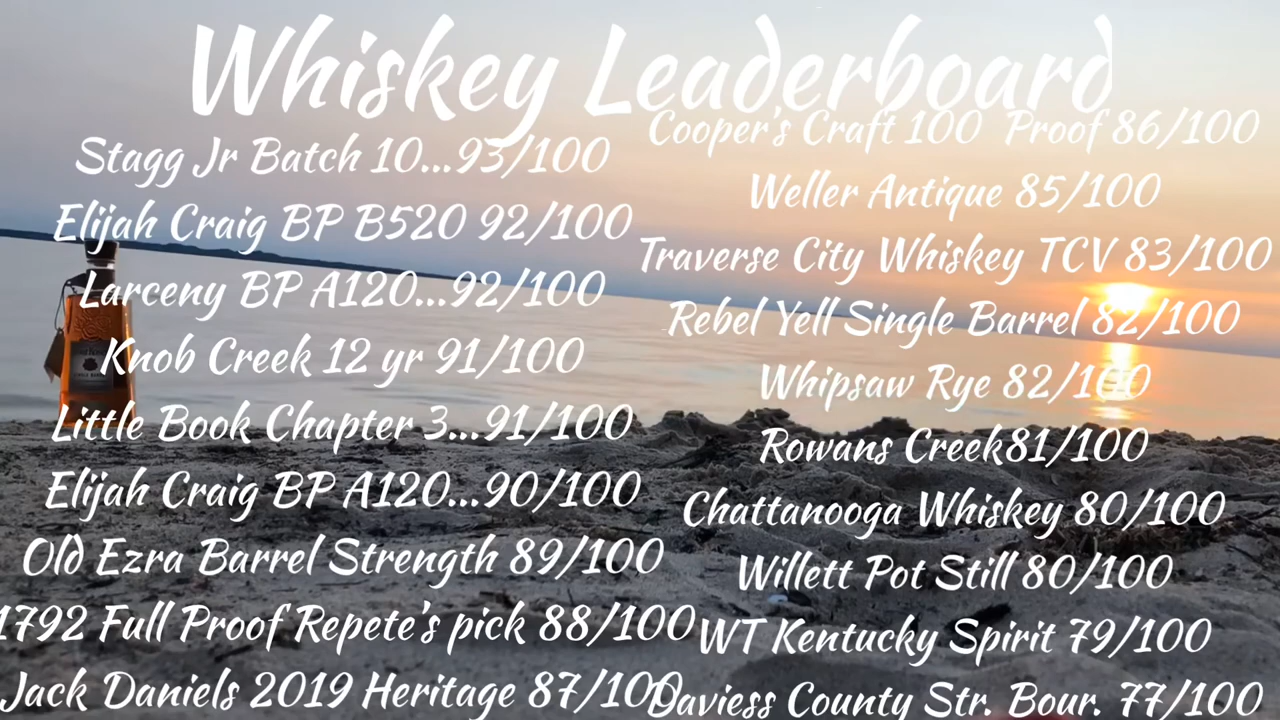 Whiskey Leaderboard
Stagg Jr Batch 10...93/100
Elijah Craig BP B520 92/100
Larceny BP A120...92/100
Knob Creek 12 yr 91/100
Little Book Chapter 3...91/100
Elijah Craig BP A120...90/100
Old Ezra Barrel Strength 89/100
1792 Full Proof Repete's pick 88/100
Jack Daniels 2019 Heritage 87/100
Cooper's Craft 100 Proof 86/100
Weller Antique 85/100
Traverse City Whiskey TCV 83/100
Rebel Yell Single Barrel 82/100
Whipsaw Rye 82/100
Rowans Creek81/100
Chattanooga Whiskey 80/100
Willett Pot Still 80/100
WT Kentucky Spirit 79/100
Daviess County Str. Bour. 77/100